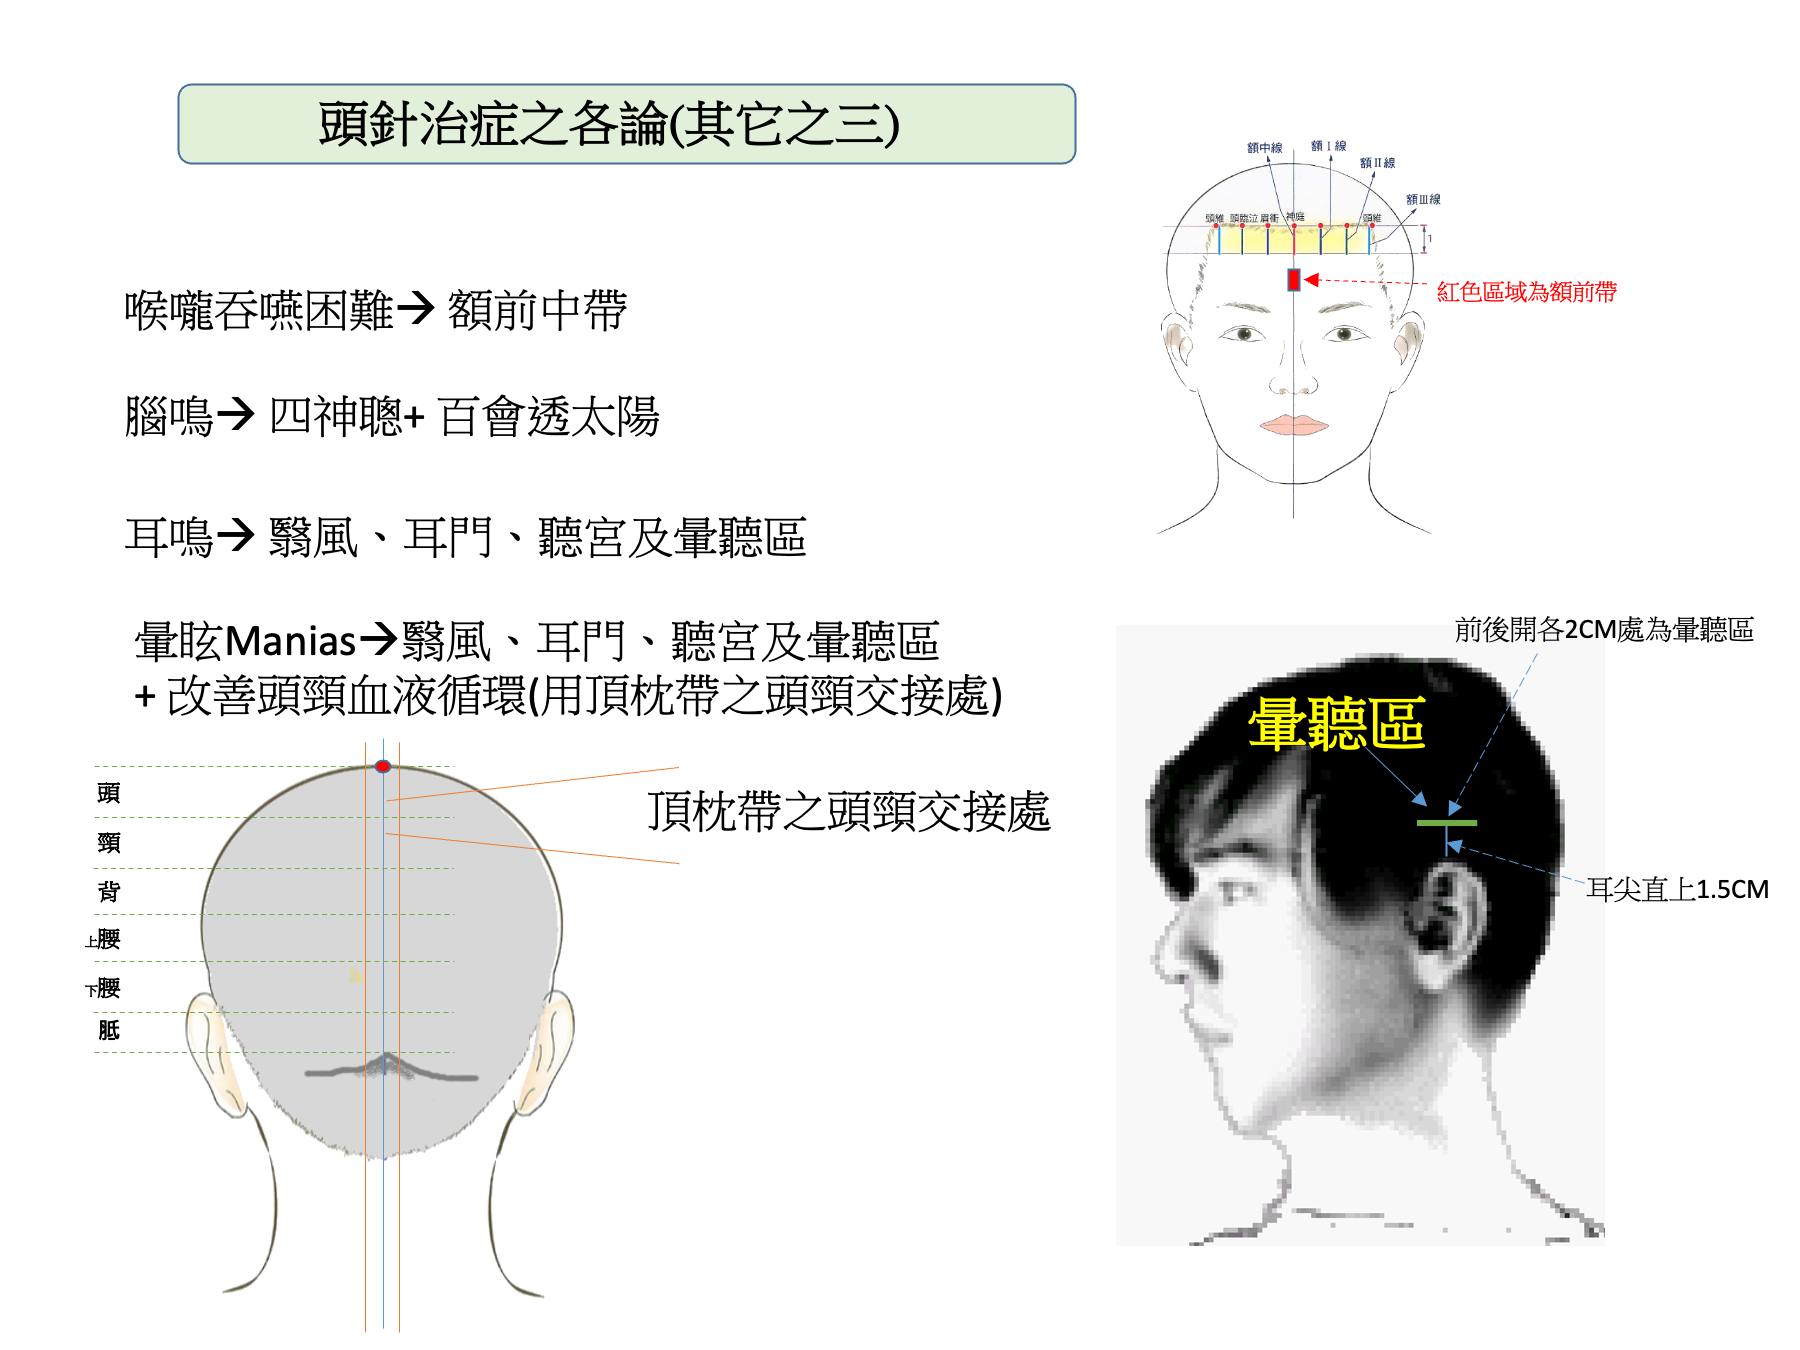 頭針治症之各論(其它之三)
喉嚨吞嚥困難→ 額前中帶
腦鳴→ 四神聰+ 百會透太陽
耳鳴→ 翳風、耳門、聽宮及暈聽區
暈眩Manias→翳風、耳門、聽宮及暈聽區
+ 改善頭頸血液循環(用頂枕帶之頭頸交接處)
額中線
額Ⅰ線
額Ⅱ線
額Ⅲ線
頭維 頭臨泣 眉衝 神庭 頭維
1
紅色區域為額前帶
頭
頸
背
上腰
下腰
骶
頂枕帶之頭頸交接處
前後開各2CM處為暈聽區
暈聽區
耳尖直上1.5CM